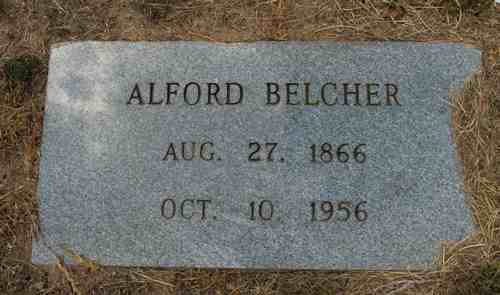 ALFORD BELCHER
AUG. 27. 1866
OCT. 10. 1956